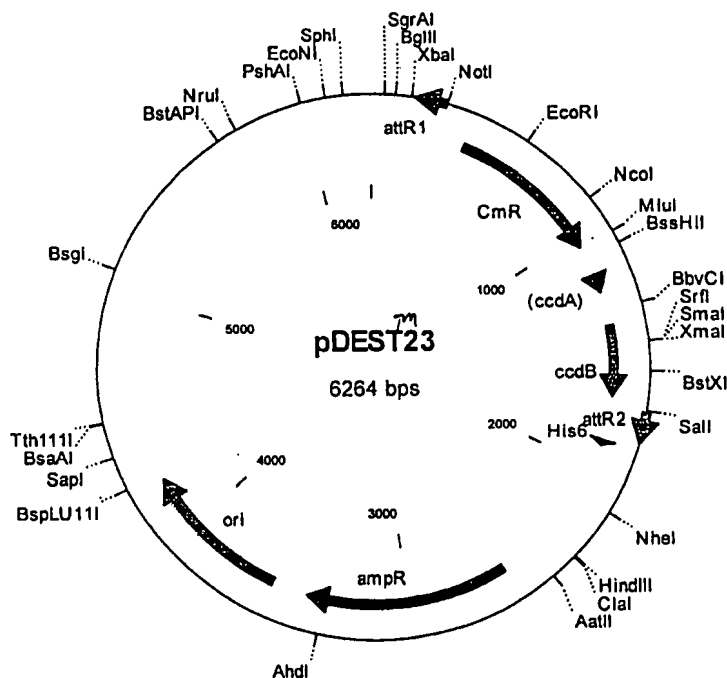 SgrAI
BglII
XbaI
SphI
EcoNI
PshAI
NotI
NruI
BstAPI
attR1
EcoRI
NcoI
CmR
MluI
BssHII
6000
BsgI
1000
(ccdA)
BbvCI
SrfI
SmaI
XmaI
5000
pDEST23
TM
6264 bps
ccdB
BstXI
attR2
SalI
His6
2000
Tth111I
BsaAI
SapI
BspLU11I
4000
orI
3000
ampR
NheI
HindIII
ClaI
AatII
AhdI